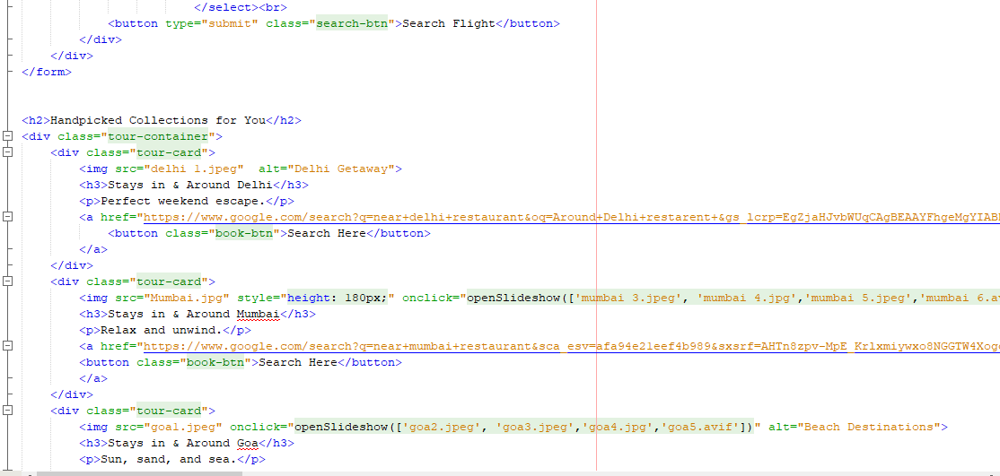 </select><br>
<button type="submit" class="search-btn">Search Flight</button>
</div>
</div>
</form>
<h2>Handpicked Collections for You</h2>
<div class="tour-container">
<div class="tour-card">
<img src="delhi 1.jpeg"  alt="Delhi Getaway">
<h3>Stays in & Around Delhi</h3>
<p>Perfect weekend escape.</p>
<a href="https://www.google.com/search?q=near+delhi+restaurant&oq=Around+Delhi+restarent+&gs_lcrp=EgZjaHJvbWUqCAgBEAAYFhgeMgYIAB
<button class="book-btn">Search Here</button>
</a>
</div>
<div class="tour-card">
<img src="Mumbai.jpg" style="height: 180px;" onclick="openSlideshow(['mumbai 3.jpeg', 'mumbai 4.jpg','mumbai 5.jpeg','mumbai 6.av
<h3>Stays in & Around Mumbai</h3>
<p>Relax and unwind.</p>
<a href="https://www.google.com/search?q=near+mumbai+restaurant&sca_esv=afa94e21eef4b989&sxsrf=AHTn8zpv-MpE_Krlxmiywxo8NGGTW4Xog
<button class="book-btn">Search Here</button>
</a>
</div>
<div class="tour-card">
<img src="goa1.jpeg" onclick="openSlideshow(['goa2.jpeg', 'goa3.jpeg','goa4.jpg','goa5.avif'])" alt="Beach Destinations">
<h3>Stays in & Around Goa</h3>
<p>Sun, sand, and sea.</p>